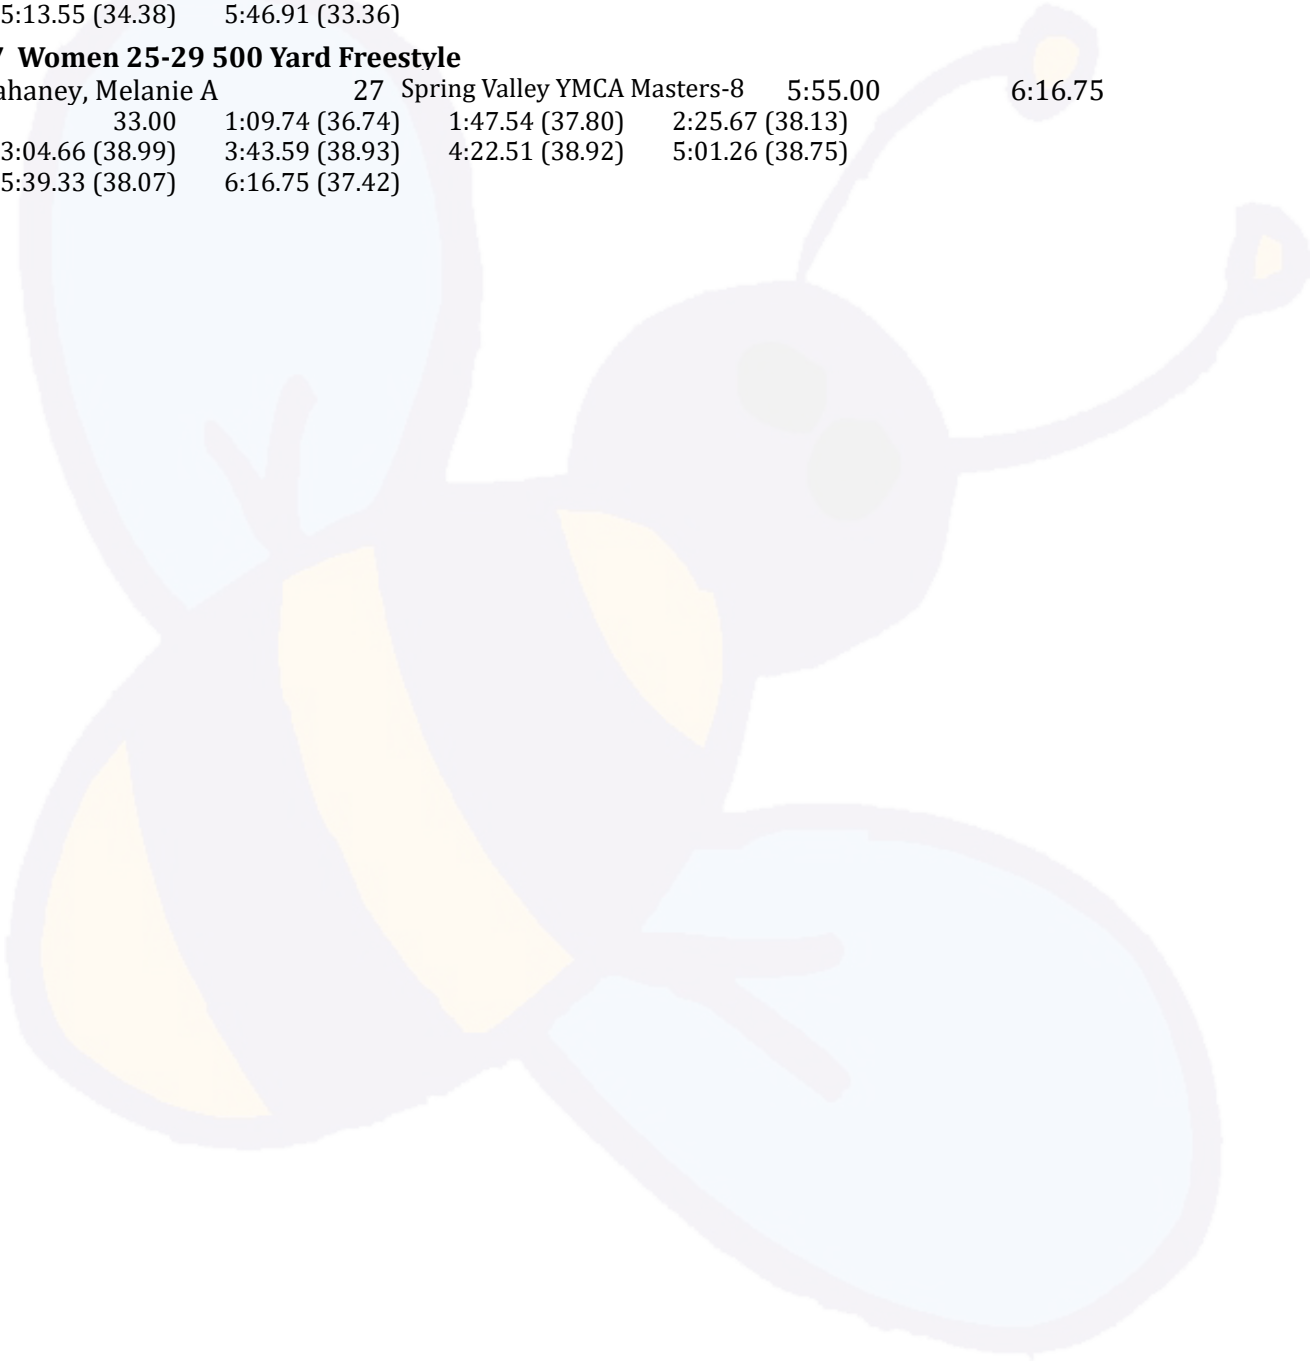 5:13.55 (34.38) 5:46.91 (33.36)
Women 25-29 500 Yard Freestyle
ahaney, Melanie A 27 Spring Valley YMCA Masters-8 5:55.00 6:16.75
33.00 1:09.74 (36.74) 1:47.54 (37.80) 2:25.67 (38.13)
3:04.66 (38.99) 3:43.59 (38.93) 4:22.51 (38.92) 5:01.26 (38.75)
5:39.33 (38.07) 6:16.75 (37.42)